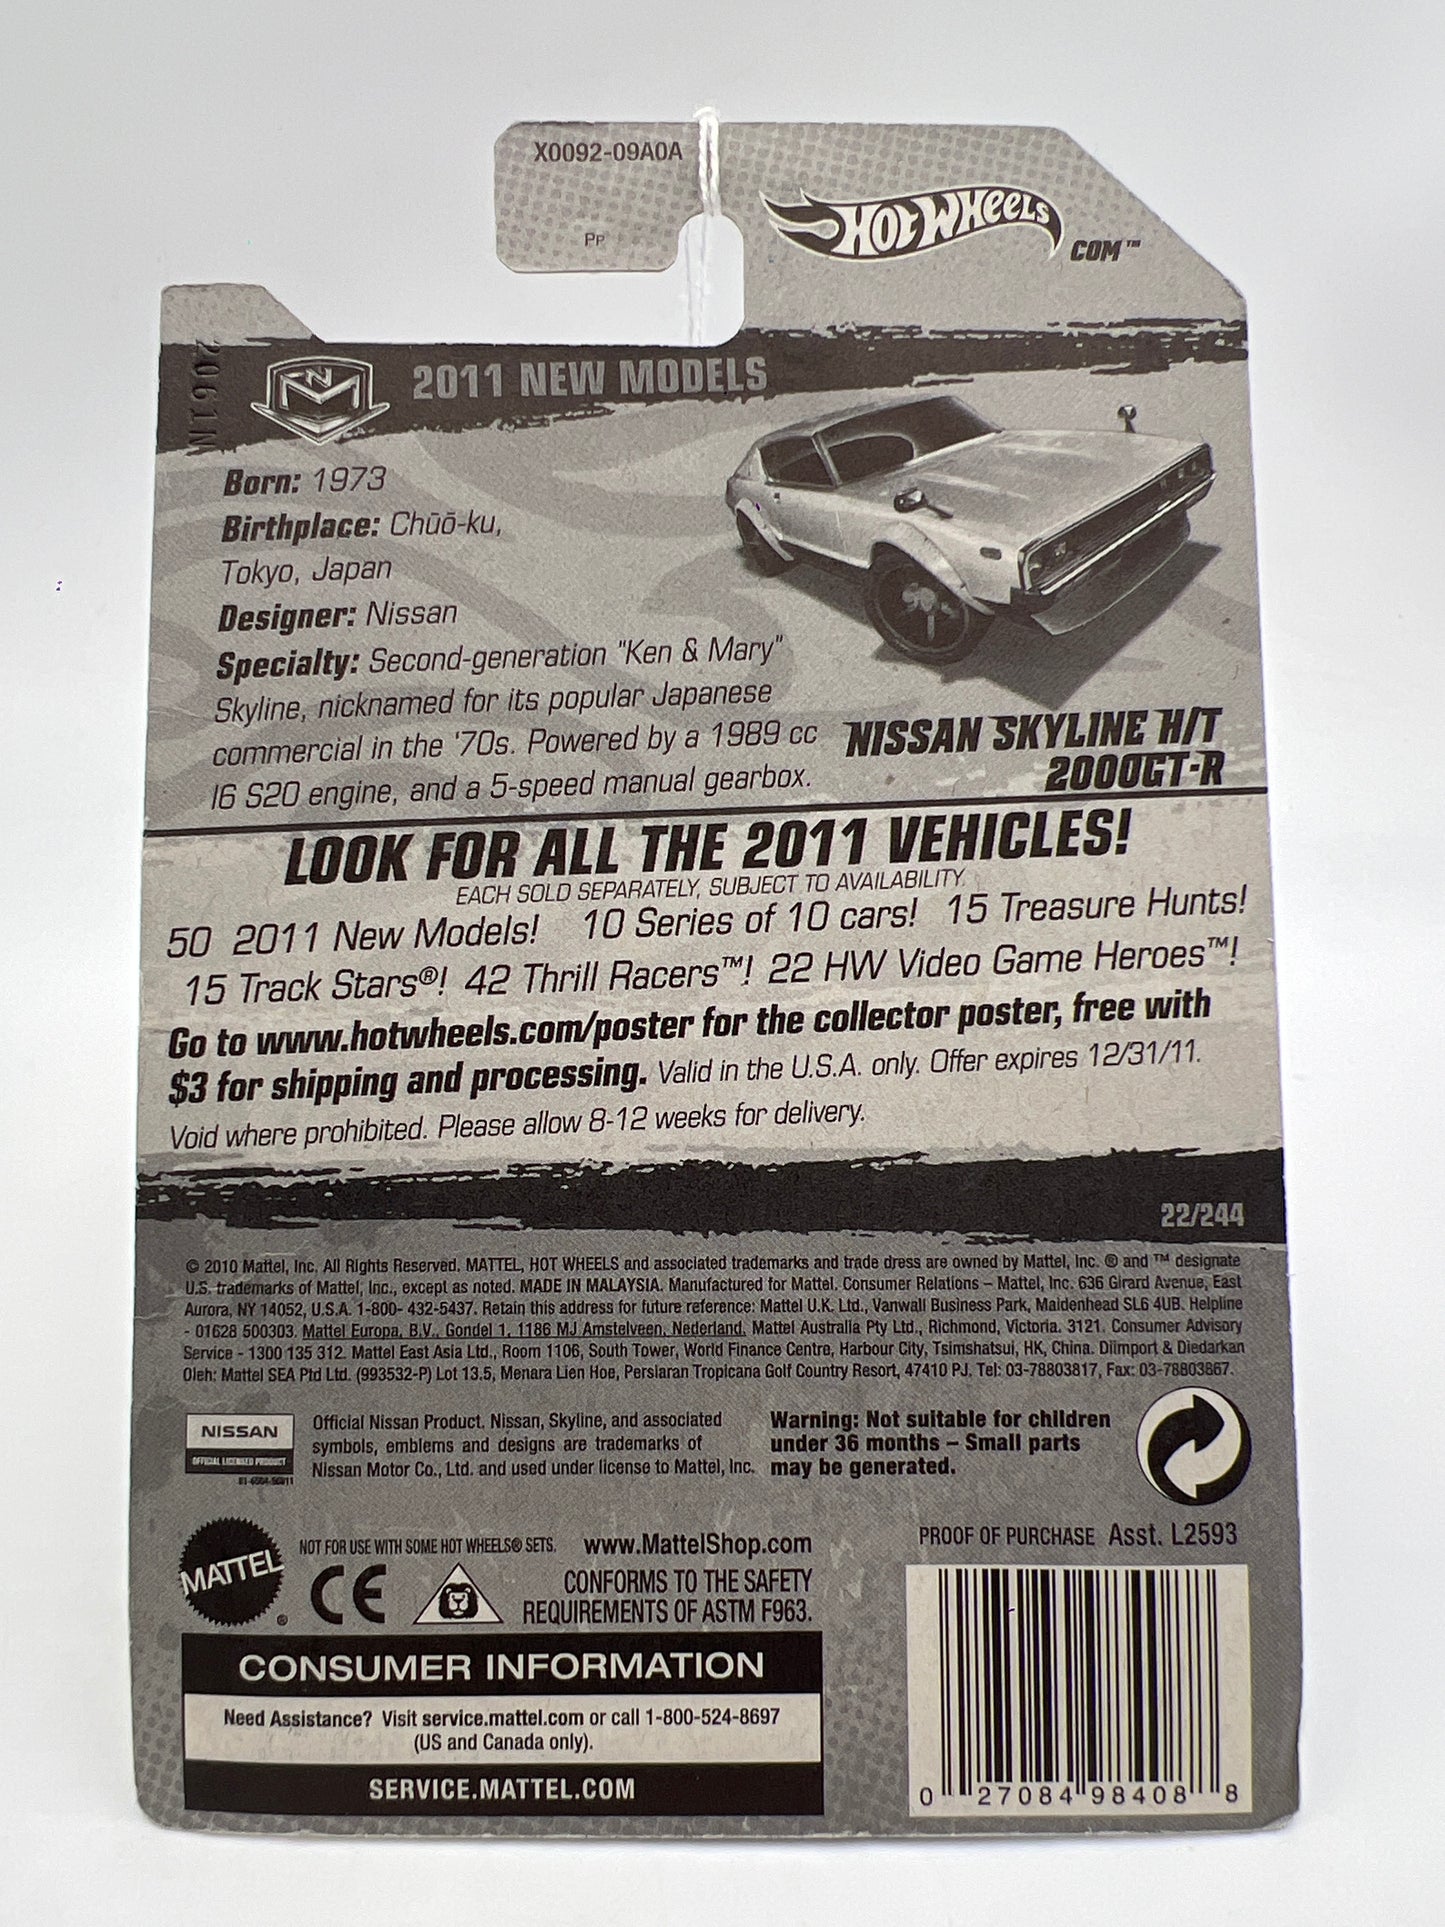 X0092-09A0A
PP
HOT WHEELS
COM™
2061N
NM
2011 NEW MODELS
Born: 1973
Birthplace: Chūō-ku,
Tokyo, Japan
Designer: Nissan
Specialty: Second-generation "Ken & Mary"
Skyline, nicknamed for its popular Japanese
commercial in the '70s. Powered by a 1989 cc
I6 S20 engine, and a 5-speed manual gearbox.
NISSAN SKYLINE H/T
2000GT-R
LOOK FOR ALL THE 2011 VEHICLES!
EACH SOLD SEPARATELY, SUBJECT TO AVAILABILITY.
50 2011 New Models! 10 Series of 10 cars! 15 Treasure Hunts!
15 Track Stars®! 42 Thrill Racers™! 22 HW Video Game Heroes™!
Go to www.hotwheels.com/poster for the collector poster, free with
$3 for shipping and processing. Valid in the U.S.A. only. Offer expires 12/31/11.
Void where prohibited. Please allow 8-12 weeks for delivery.
22/244
© 2010 Mattel, Inc. All Rights Reserved. MATTEL, HOT WHEELS and associated trademarks and trade dress are owned by Mattel, Inc. ® and ™ designate
U.S. trademarks of Mattel, Inc., except as noted. MADE IN MALAYSIA. Manufactured for Mattel. Consumer Relations – Mattel, Inc. 636 Girard Avenue, East
Aurora, NY 14052, U.S.A. 1-800- 432-5437. Retain this address for future reference: Mattel U.K. Ltd., Vanwall Business Park, Maidenhead SL6 4UB. Helpline
- 01628 500303. Mattel Europa, B.V., Gondel 1, 1186 MJ Amstelveen, Nederland. Mattel Australia Pty Ltd., Richmond, Victoria. 3121. Consumer Advisory
Service - 1300 135 312. Mattel East Asia Ltd., Room 1106, South Tower, World Finance Centre, Harbour City, Tsimshatsui, HK, China. Diimport & Diedarkan
Oleh: Mattel SEA Ptd Ltd. (993532-P) Lot 13.5, Menara Lien Hoe, Persiaran Tropicana Golf Country Resort, 47410 PJ. Tel: 03-78803817, Fax: 03-78803867.
NISSAN
OFFICIAL LICENSED PRODUCT
Official Nissan Product. Nissan, Skyline, and associated
symbols, emblems and designs are trademarks of
Nissan Motor Co., Ltd. and used under license to Mattel, Inc.
Warning: Not suitable for children
under 36 months – Small parts
may be generated.
MATTEL®
NOT FOR USE WITH SOME HOT WHEELS® SETS. www.MattelShop.com
CE
CONFORMS TO THE SAFETY
REQUIREMENTS OF ASTM F963.
PROOF OF PURCHASE Asst. L2593
CONSUMER INFORMATION
Need Assistance? Visit service.mattel.com or call 1-800-524-8697
(US and Canada only).
SERVICE.MATTEL.COM
0 27084 98408 8